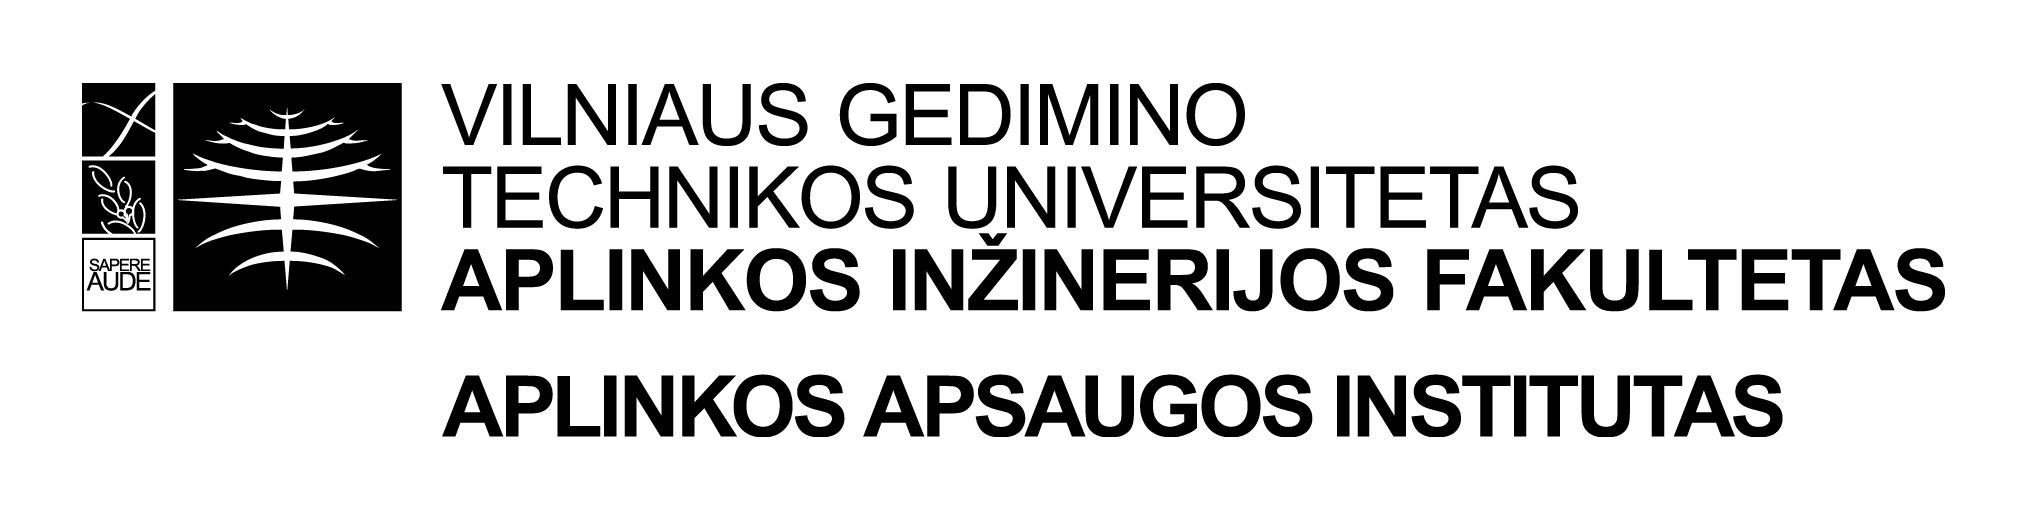 SAPERE
AUDE
VILNIAUS GEDIMINO
TECHNIKOS UNIVERSITETAS
APLINKOS INŽINERIJOS FAKULTETAS
APLINKOS APSAUGOS INSTITUTAS